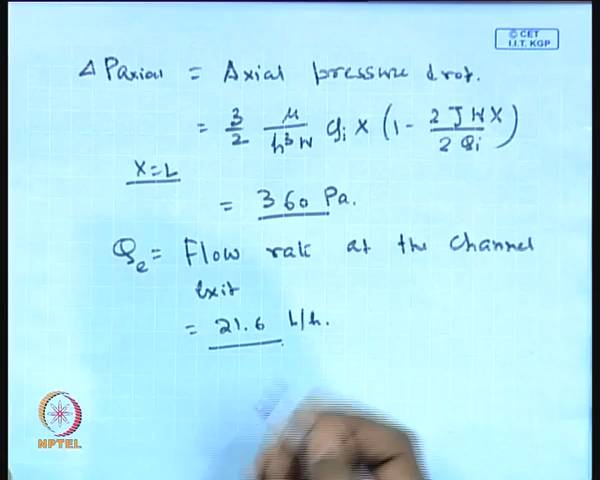 © CET
I.I.T. KGP
Δ Paxial = Axial pressure drop.
= 3/2 μ/h³W Qi X (1 - 2JWX/2Qi)
X=L
= 360 Pa.
Qe = Flow rate at the channel
exit
= 21.6 L/h.
NPTEL